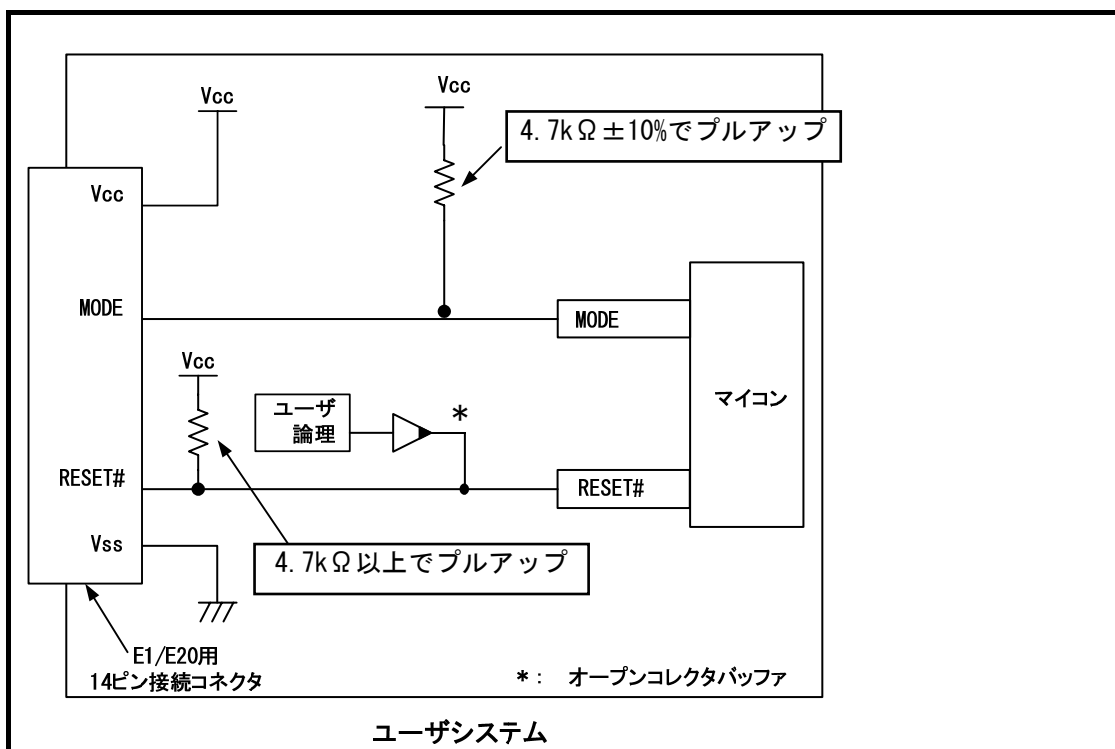 Vcc
Vcc
4.7kΩ±10%でプルアップ
Vcc
MODE
MODE
マイコン
Vcc
ユーザ
論理
*
RESET#
RESET#
Vss
4.7kΩ以上でプルアップ
E1/E20用
14ピン接続コネクタ
*: オープンコレクタバッファ
ユーザシステム